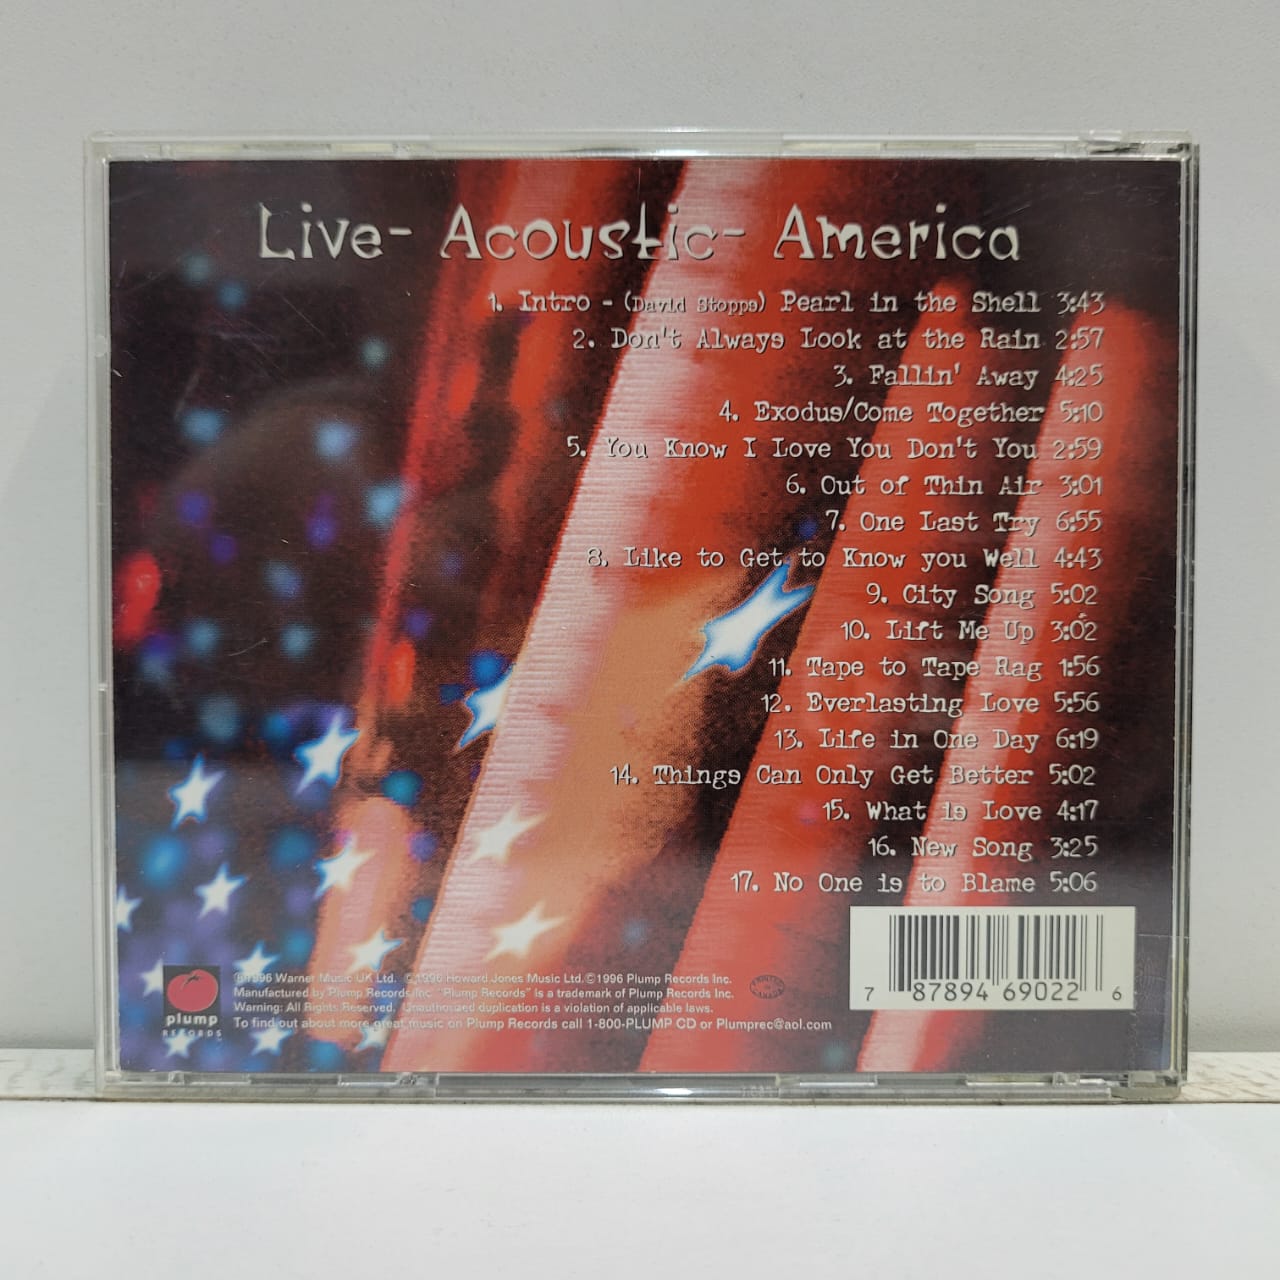 Live- Acoustic- America
1. Intro - (David Stopps) Pearl in the Shell 3:43
2. Don't Always Look at the Rain 2:57
3. Fallin' Away 4:25
4. Exodus/Come Together 5:10
5. You Know I Love You Don't You 2:59
6. Out of Thin Air 3:01
7. One Last Try 6:55
8. Like to Get to Know you Well 4:43
9. City Song 5:02
10. Lift Me Up 3:02
11. Tape to Tape Rag 1:56
12. Everlasting Love 5:56
13. Life in One Day 6:19
14. Things Can Only Get Better 5:02
15. What is Love 4:17
16. New Song 3:25
17. No One is to Blame 5:06
℗1996 Warner Music UK Ltd. ©1996 Howard Jones Music Ltd.©1996 Plump Records Inc.
Manufactured by Plump Records Inc. "Plump Records" is a trademark of Plump Records Inc.
Warning: All Rights Reserved. Unauthorized duplication is a violation of applicable laws.
To find out about more great music on Plump Records call 1-800-PLUMP CD or Plumprec@aol.com
plump
RECORDS
PRINTED IN CANADA
7 87894 69022 6